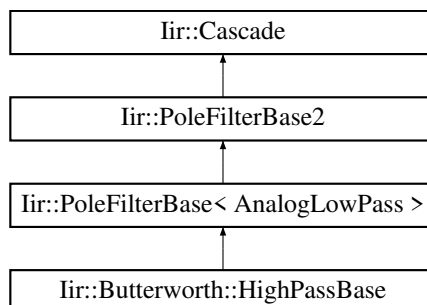 Iir::Cascade
Iir::PoleFilterBase2
Iir::PoleFilterBase< AnalogLowPass >
Iir::Butterworth::HighPassBase